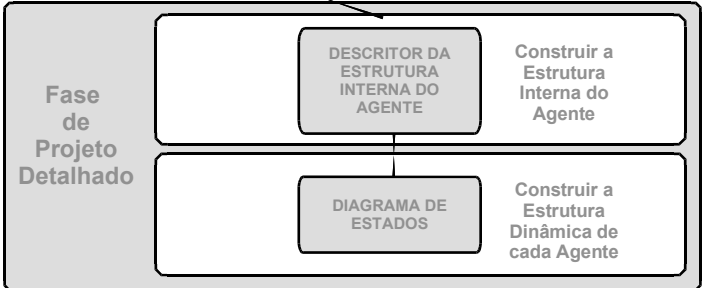 Fase
de
Projeto
Detalhado
DESCRITOR DA
ESTRUTURA
INTERNA DO
AGENTE
Construir a
Estrutura
Interna do
Agente
DIAGRAMA DE
ESTADOS
Construir a
Estrutura
Dinâmica de
cada Agente